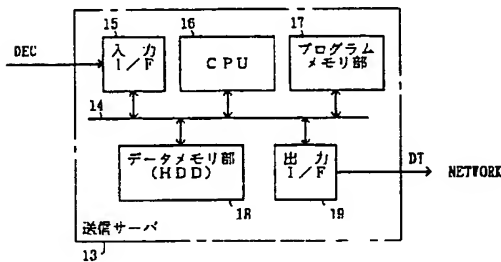 15
16
17
DEC
入力
I/F
CPU
プログラム
メモリ部
14
データメモリ部
(HDD)
出力
I/F
DT
NETWORK
18
19
送信サーバ
13